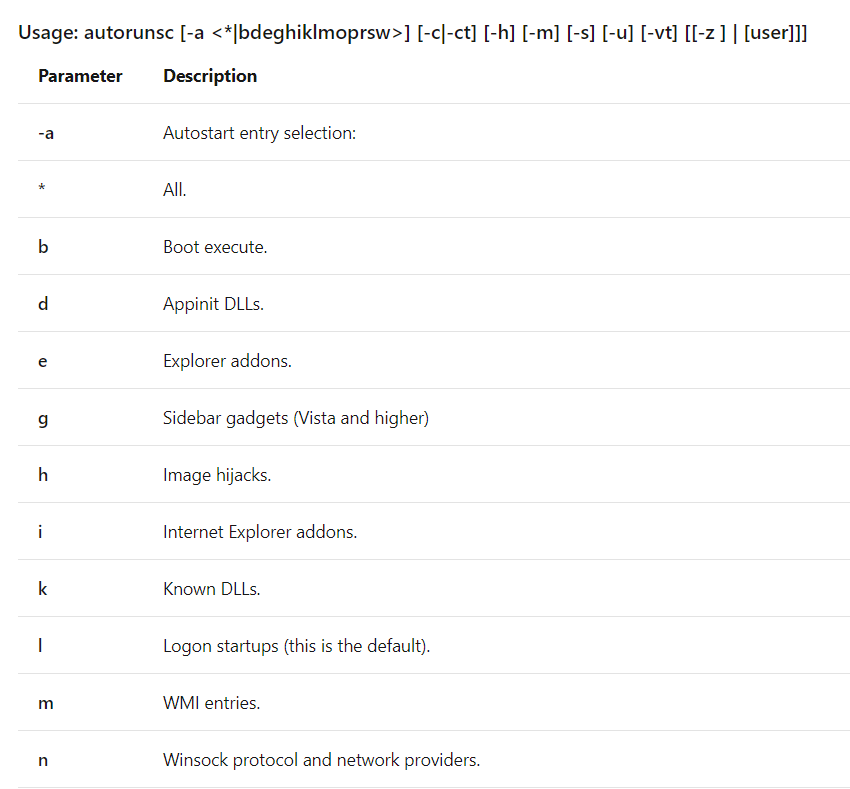 Usage: autorunsc [-a <*|bdeghiklmoprsw>] [-c|-ct] [-h] [-m] [-s] [-u] [-vt] [[-z ] | [user]]]
Parameter Description
-a Autostart entry selection:
* All.
b Boot execute.
d Appinit DLLs.
e Explorer addons.
g Sidebar gadgets (Vista and higher)
h Image hijacks.
i Internet Explorer addons.
k Known DLLs.
l Logon startups (this is the default).
m WMI entries.
n Winsock protocol and network providers.